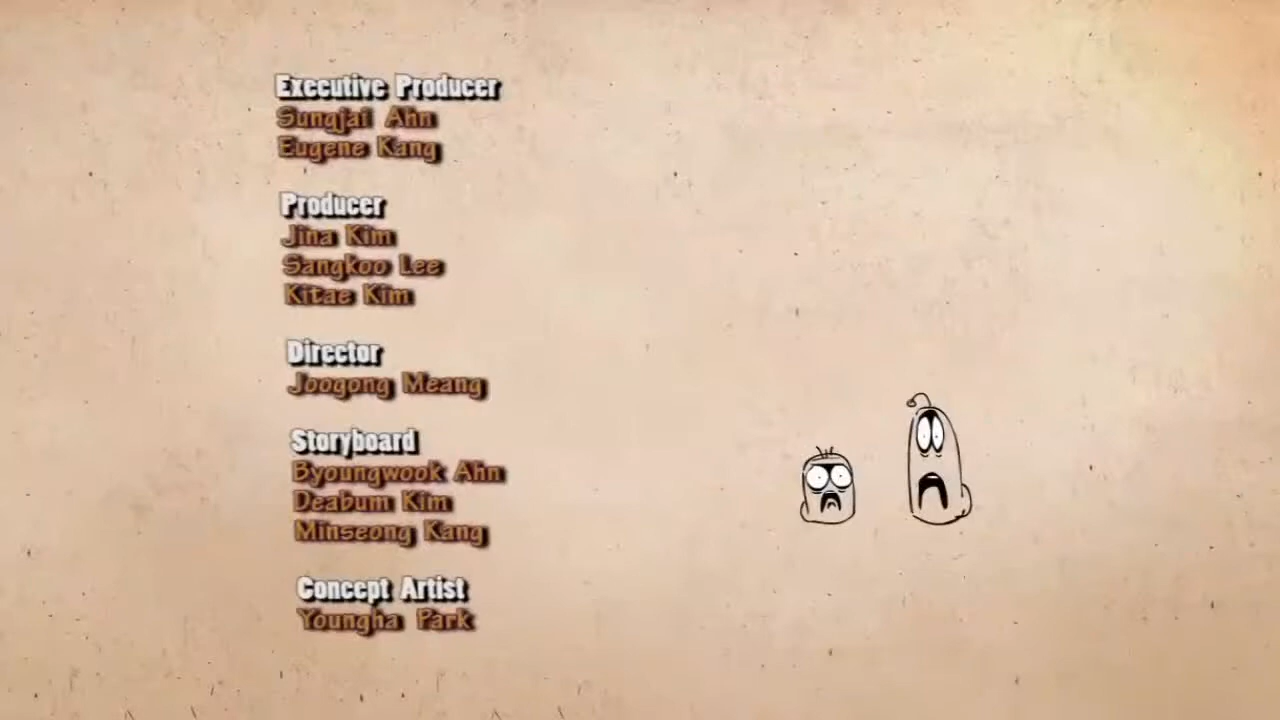 Executive Producer
Sungjai Ahn
Eugene Kang
Producer
Jina Kim
Sangkoo Lee
Kitae Kim
Director
Joogong Meang
Storyboard
Byoungwook Ahn
Deabum Kim
Minseong Kang
Concept Artist
Youngha Park